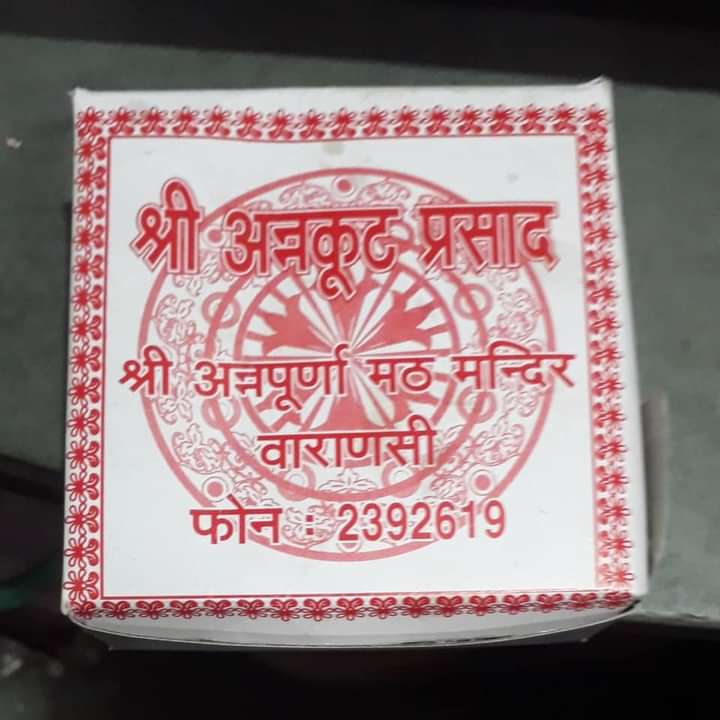 श्री अन्नकूट प्रसाद
श्री अन्नपूर्णा मठ मन्दिर
वाराणसी
फोन : 2392619